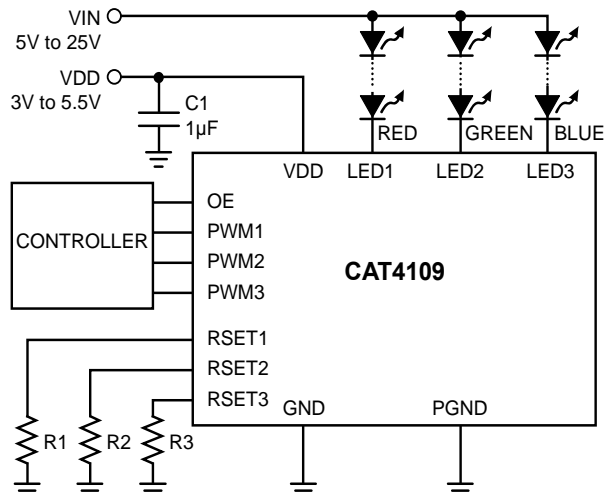 VIN
5V to 25V
VDD
3V to 5.5V
C1
1µF
RED
GREEN
BLUE
VDD
LED1
LED2
LED3
CONTROLLER
OE
PWM1
PWM2
PWM3
CAT4109
RSET1
RSET2
RSET3
GND
PGND
R1
R2
R3